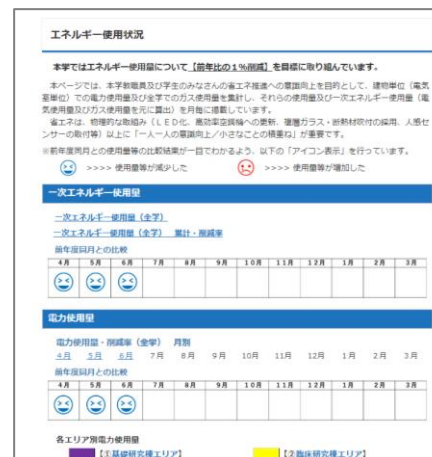 エネルギー使用状況
本学ではエネルギー使用量について【前年比の1%削減】を目標に取り組んでいます。
本ページでは、本学教職員及び学生のみなさんの省エネ推進への意識向上を目的として、建物単位（電気
室単位）での電力使用量及び全学でのガス使用量を集計し、それらの使用量及び一次エネルギー使用量（電
気使用量及びガス使用量を元に算出）を月毎に掲載しています。
省エネは、物理的な取組み（ＬＥＤ化、高効率空調機への更新、複層ガラス・断熱材吹付の採用、人感セ
ンサーの取付等）以上に「一人一人の意識向上／小さなことの積重ね」が重要です。
※前年度同月との使用量等の比較結果が一目でわかるよう、以下の「アイコン表示」を行っています。
>>>> 使用量等が減少した >>>> 使用量等が増加した
一次エネルギー使用量
一次エネルギー使用量（全学）
一次エネルギー使用量（全学） 累計・削減率
前年度同月との比較
4月 5月 6月 7月 8月 9月 10月 11月 12月 1月 2月 3月
電力使用量
電力使用量・削減率（全学） 月別
4月 5月 6月 7月 8月 9月 10月 11月 12月 1月 2月 3月
前年度同月との比較
4月 5月 6月 7月 8月 9月 10月 11月 12月 1月 2月 3月
各エリア別電力使用量
【①基礎研究棟エリア】 【②臨床研究棟エリア】